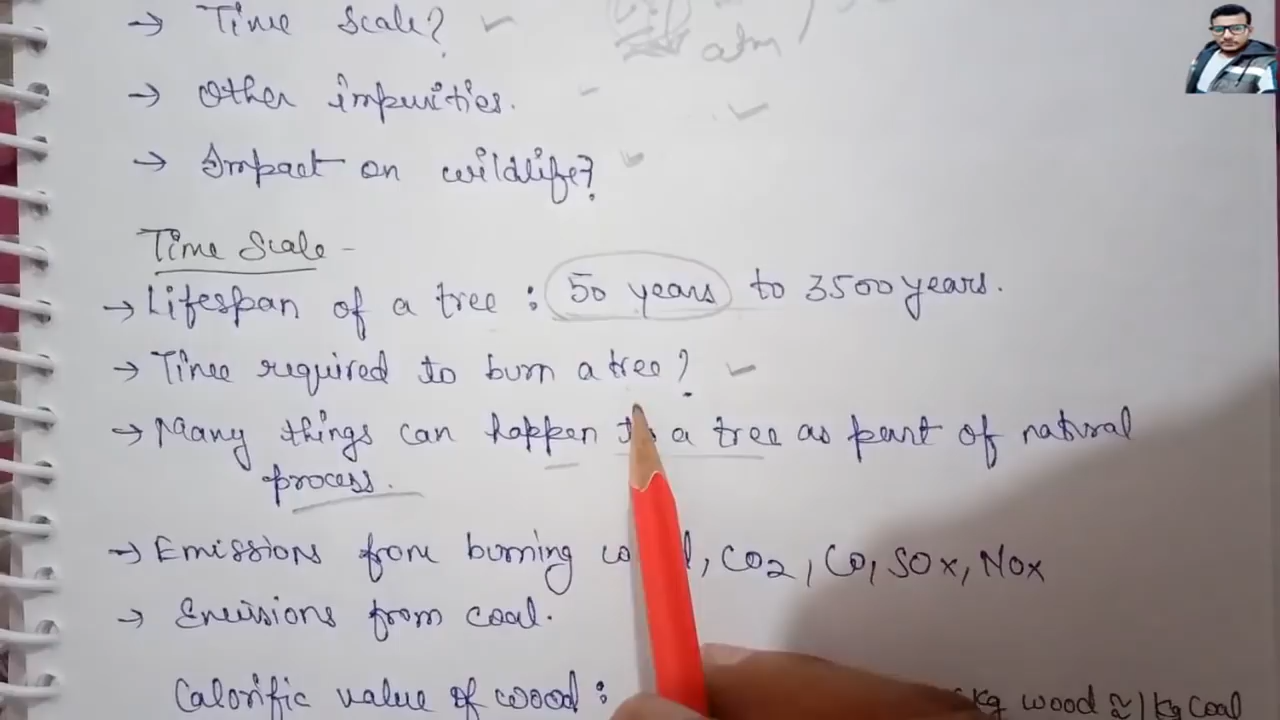 → Time Scale?
atm
→ Other impurities.
→ Impact on wildlife?
Time Scale -
→ Lifespan of a tree : 50 years to 3500 years.
→ Time required to burn a tree?
→ Many things can happen to a tree as part of natural
process.
→ Emissions from burning , CO2, CO, SOx, NOx
→ Emissions from coal.
Calorific value of wood : kg wood ≈ 1 kg coal